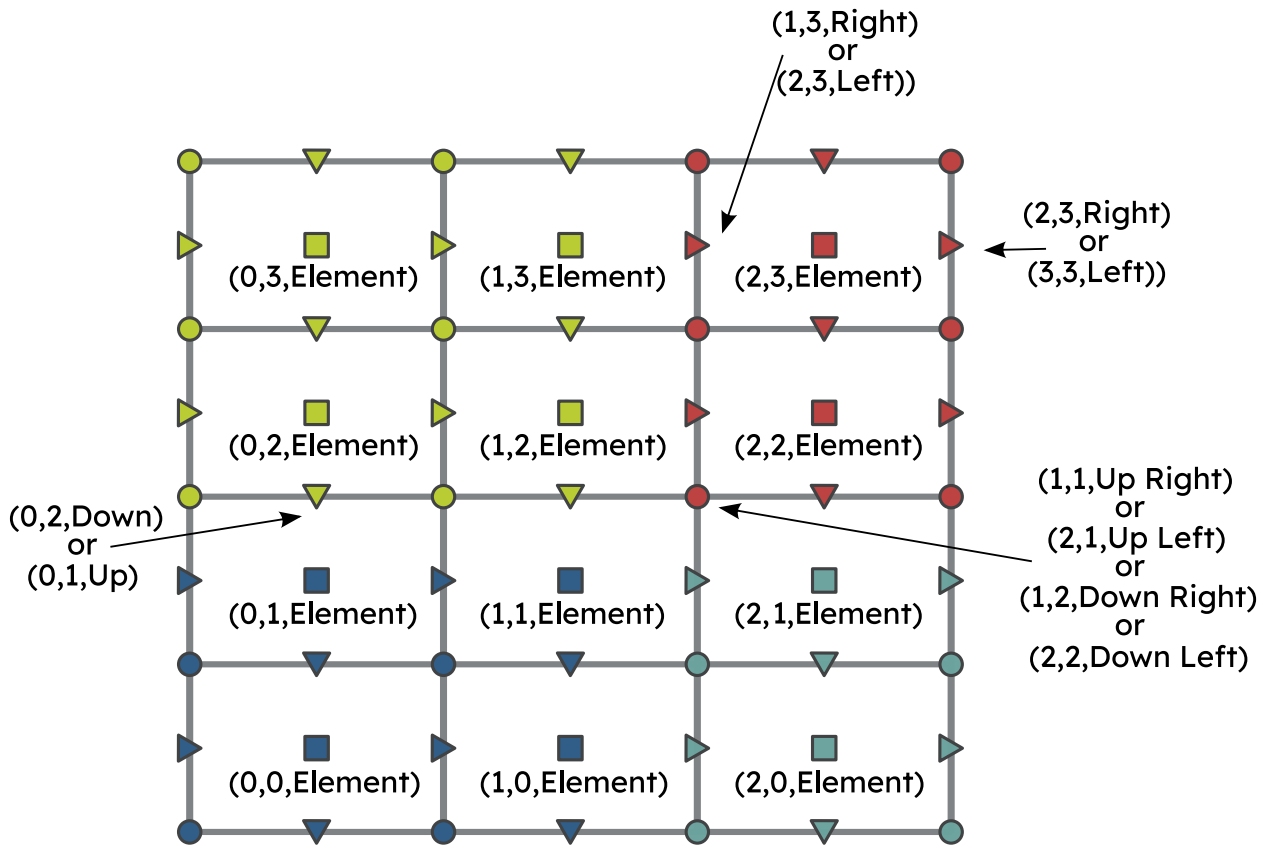 (1,3,Right)
or
(2,3,Left))
(2,3,Right)
or
(3,3,Left))
(0,3,Element)
(1,3,Element)
(2,3,Element)
(0,2,Element)
(1,2,Element)
(2,2,Element)
(0,2,Down)
or
(0,1,Up)
(1,1,Up Right)
or
(2,1,Up Left)
or
(1,2,Down Right)
or
(2,2,Down Left)
(0,1,Element)
(1,1,Element)
(2,1,Element)
(0,0,Element)
(1,0,Element)
(2,0,Element)